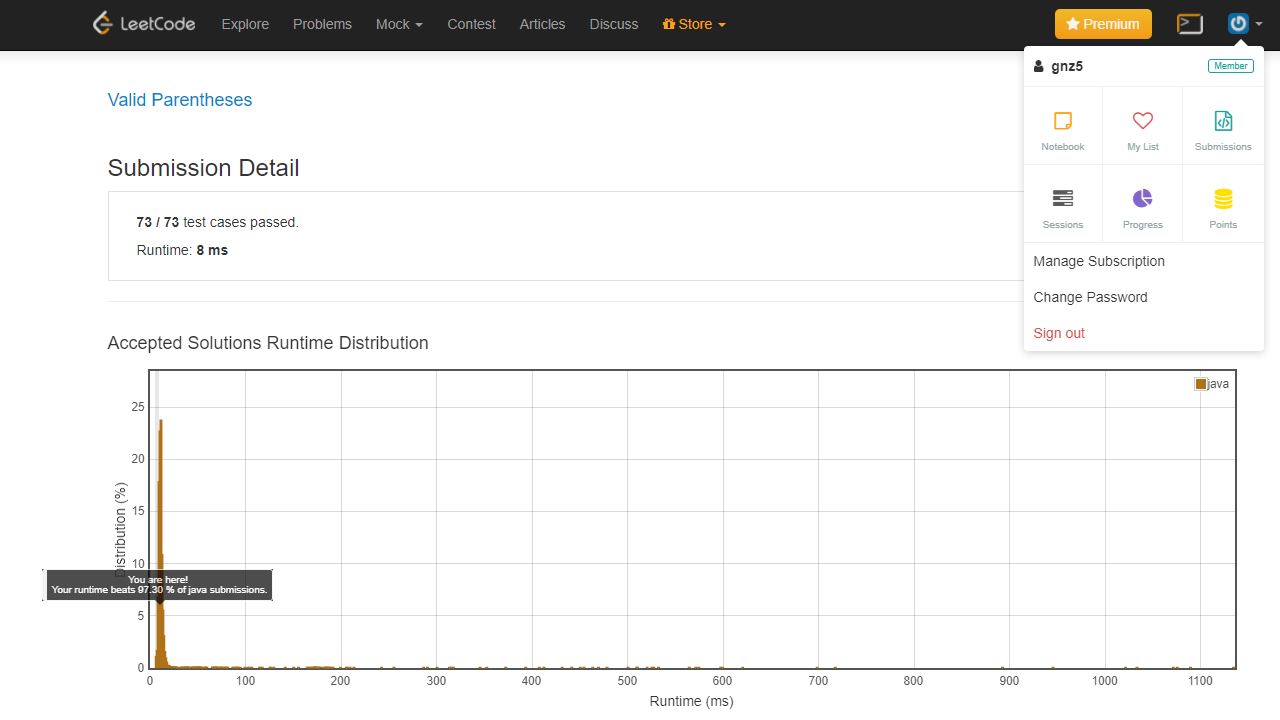 LeetCode Explore Problems Mock Contest Articles Discuss Store Premium
gnz5 Member
Notebook My List Submissions
Sessions Progress Points
Manage Subscription
Change Password
Sign out
Valid Parentheses
Submission Detail
73 / 73 test cases passed.
Runtime: 8 ms
Accepted Solutions Runtime Distribution
java
Distribution (%)
25
20
15
10
5
0
You are here!
Your runtime beats 97.30 % of java submissions.
0 100 200 300 400 500 600 700 800 900 1000 1100
Runtime (ms)